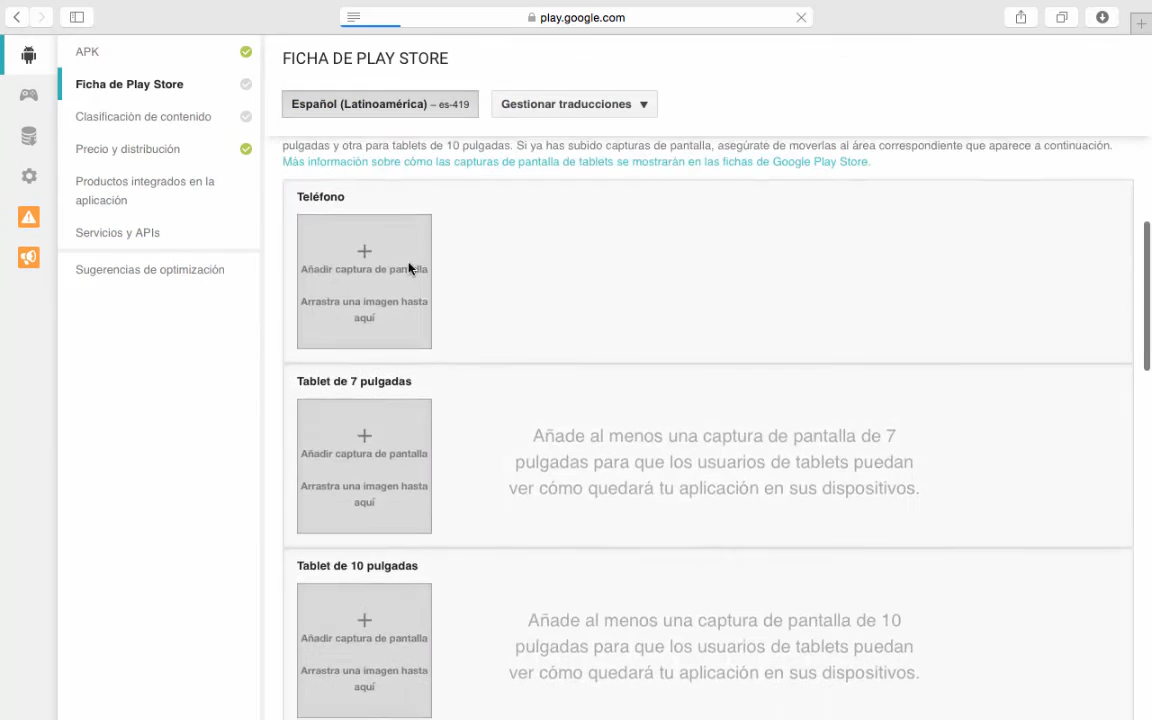 play.google.com
APK
Ficha de Play Store
Clasificación de contenido
Precio y distribución
Productos integrados en la
aplicación
Servicios y APIs
Sugerencias de optimización
FICHA DE PLAY STORE
Español (Latinoamérica) – es-419
Gestionar traducciones ▼
pulgadas y otra para tablets de 10 pulgadas. Si ya has subido capturas de pantalla, asegúrate de moverlas al área correspondiente que aparece a continuación.
Más información sobre cómo las capturas de pantalla de tablets se mostrarán en las fichas de Google Play Store.
Teléfono
+
Añadir captura de pantalla
Arrastra una imagen hasta
aquí
Tablet de 7 pulgadas
+
Añadir captura de pantalla
Arrastra una imagen hasta
aquí
Añade al menos una captura de pantalla de 7
pulgadas para que los usuarios de tablets puedan
ver cómo quedará tu aplicación en sus dispositivos.
Tablet de 10 pulgadas
+
Añadir captura de pantalla
Arrastra una imagen hasta
aquí
Añade al menos una captura de pantalla de 10
pulgadas para que los usuarios de tablets puedan
ver cómo quedará tu aplicación en sus dispositivos.